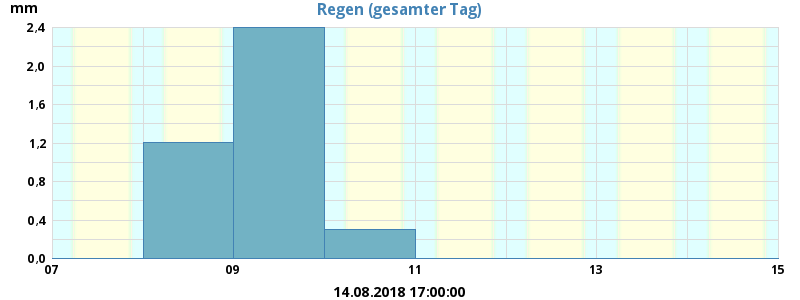 Regen (gesamter Tag)
mm
2,4
2,0
1,6
1,2
0,8
0,4
0,0
07 09 11 13 15
14.08.2018 17:00:00